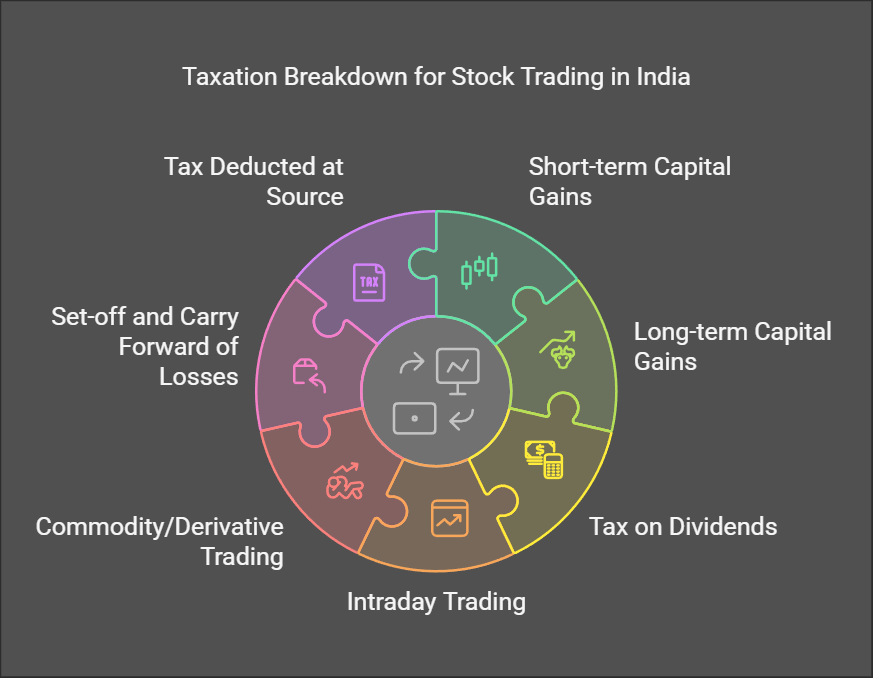 Taxation Breakdown for Stock Trading in India
Tax Deducted at
Source
Short-term Capital
Gains
Set-off and Carry
Forward of
Losses
Long-term Capital
Gains
TAX
$
Commodity/Derivative
Trading
Tax on Dividends
Intraday Trading